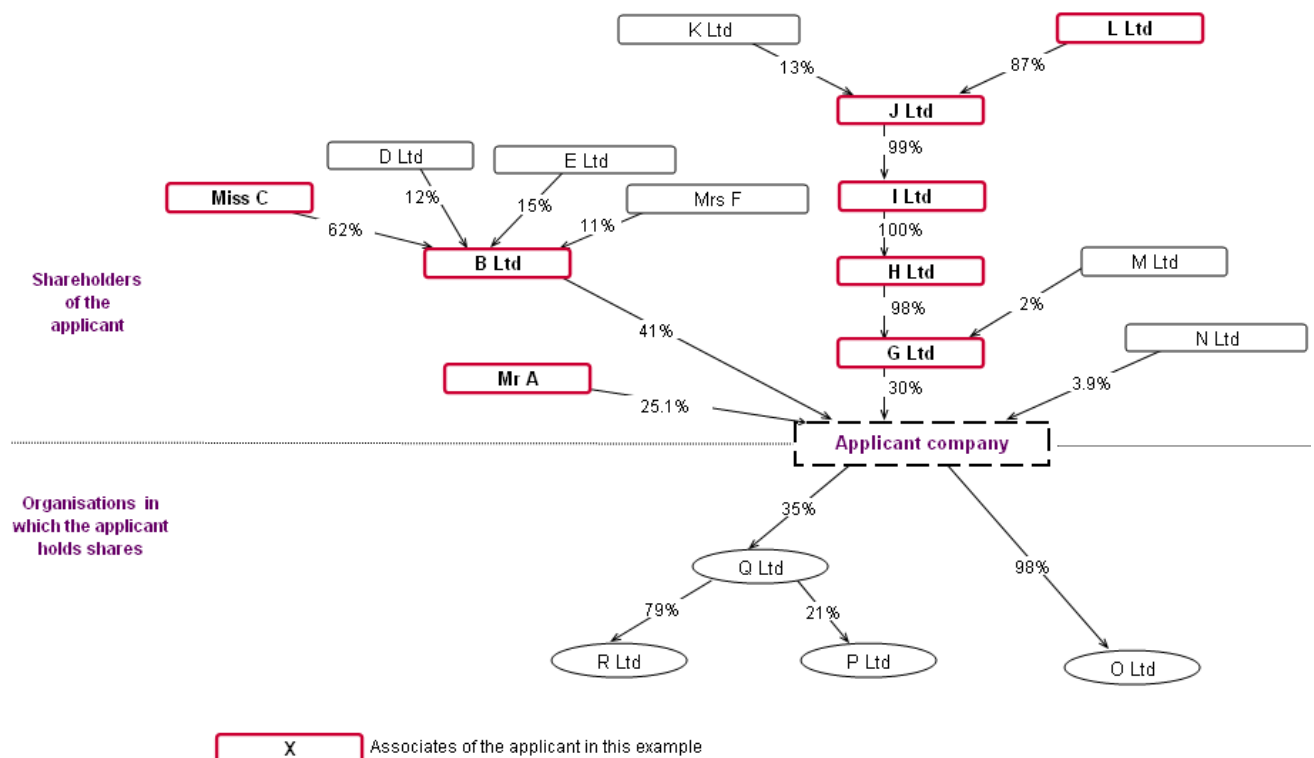 K Ltd
L Ltd
13%
87%
J Ltd
99%
D Ltd
E Ltd
Miss C
12%
15%
Mrs F
I Ltd
62%
11%
100%
B Ltd
H Ltd
M Ltd
Shareholders
of the
applicant
41%
98%
2%
G Ltd
N Ltd
Mr A
25.1%
30%
3.9%
Applicant company
Organisations in
which the applicant
holds shares
35%
Q Ltd
98%
79%
21%
R Ltd
P Ltd
O Ltd
X
Associates of the applicant in this example